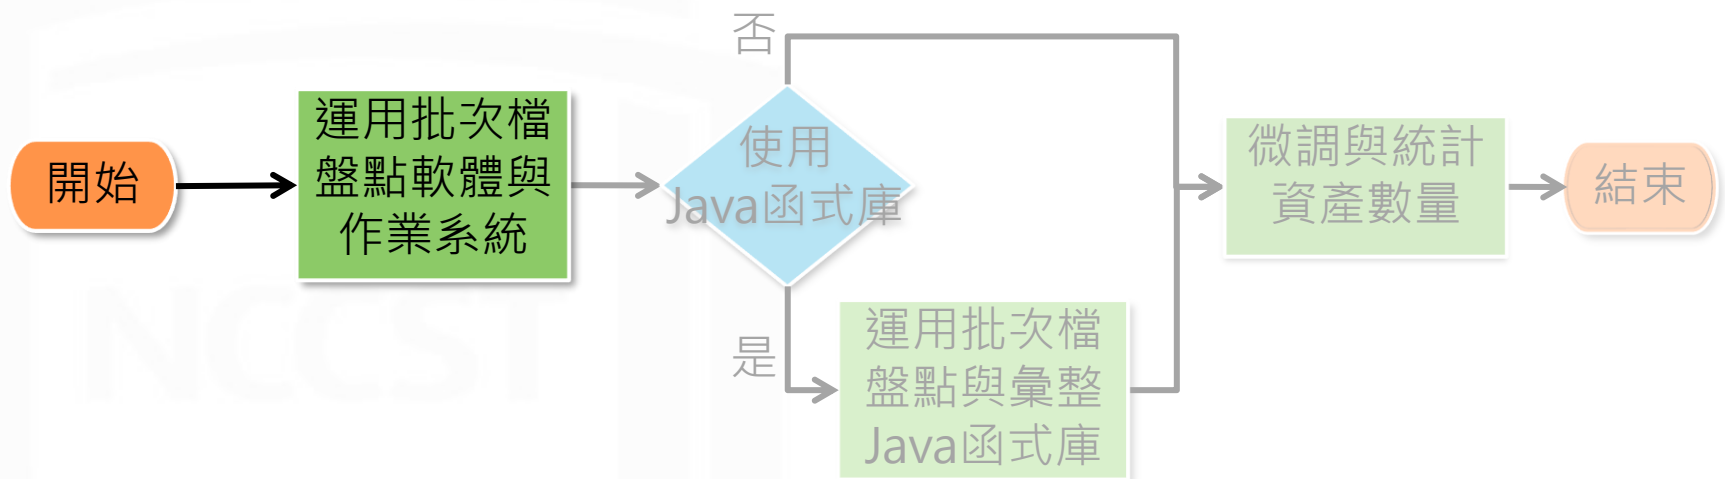 否
開始
運用批次檔
盤點軟體與
作業系統
使用
Java函式庫
是
運用批次檔
盤點與彙整
Java函式庫
微調與統計
資產數量
結束
NCCST